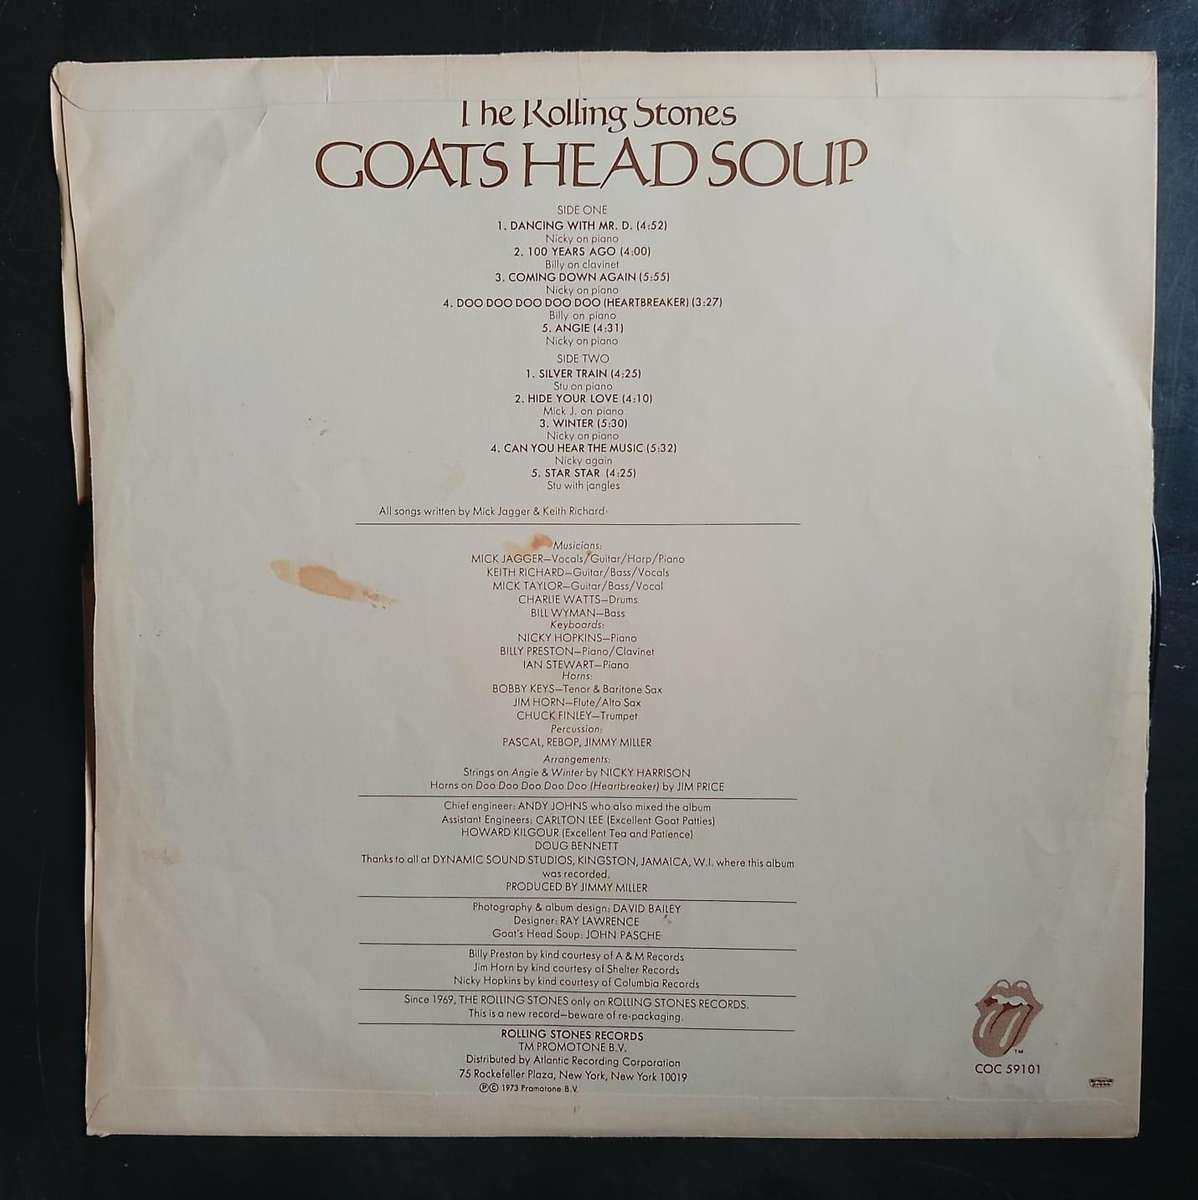 The Rolling Stones
GOATS HEAD SOUP
SIDE ONE
1. DANCING WITH MR. D. (4:52)
Nicky on piano
2. 100 YEARS AGO (4:00)
Billy on clavinet
3. COMING DOWN AGAIN (5:55)
Nicky on piano
4. DOO DOO DOO DOO DOO (HEARTBREAKER) (3:27)
Billy on piano
5. ANGIE (4:31)
Nicky on piano
SIDE TWO
1. SILVER TRAIN (4:25)
Stu on piano
2. HIDE YOUR LOVE (4:10)
Mick J. on piano
3. WINTER (5:30)
Nicky on piano
4. CAN YOU HEAR THE MUSIC (5:32)
Nicky again
5. STAR STAR (4:25)
Stu with jangles
All songs written by Mick Jagger & Keith Richard
Musicians:
MICK JAGGER—Vocals/Guitar/Harp/Piano
KEITH RICHARD—Guitar/Bass/Vocals
MICK TAYLOR—Guitar/Bass/Vocal
CHARLIE WATTS—Drums
BILL WYMAN—Bass
Keyboards:
NICKY HOPKINS—Piano
BILLY PRESTON—Piano/Clavinet
IAN STEWART—Piano
Horns:
BOBBY KEYS—Tenor & Baritone Sax
JIM HORN—Flute/Alto Sax
CHUCK FINLEY—Trumpet
Percussion:
PASCAL, REBOP, JIMMY MILLER
Arrangements:
Strings on Angie & Winter by NICKY HARRISON
Horns on Doo Doo Doo Doo Doo (Heartbreaker) by JIM PRICE
Chief engineer: ANDY JOHNS who also mixed the album
Assistant Engineers: CARLTON LEE (Excellent Goat Patties)
HOWARD KILGOUR (Excellent Tea and Patience)
DOUG BENNETT
Thanks to all at DYNAMIC SOUND STUDIOS, KINGSTON, JAMAICA, W.I. where this album
was recorded.
PRODUCED BY JIMMY MILLER
Photography & album design: DAVID BAILEY
Designer: RAY LAWRENCE
Goat's Head Soup: JOHN PASCHE
Billy Preston by kind courtesy of A & M Records
Jim Horn by kind courtesy of Shelter Records
Nicky Hopkins by kind courtesy of Columbia Records
Since 1969, THE ROLLING STONES only on ROLLING STONES RECORDS.
This is a new record—beware of re-packaging.
ROLLING STONES RECORDS
TM PROMOTONE B.V.
Distributed by Atlantic Recording Corporation
75 Rockefeller Plaza, New York, New York 10019
℗© 1973 Promotone B.V.
TM
COC 59101